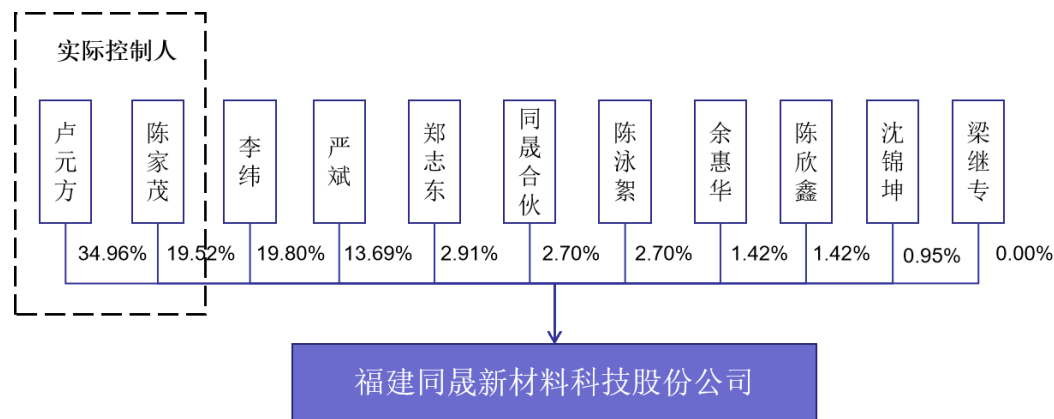 实际控制人
卢元方
陈家茂
李纬
严斌
郑志东
同晟合伙
陈泳絮
余惠华
陈欣鑫
沈锦坤
梁继专
34.96%
19.52%
19.80%
13.69%
2.91%
2.70%
2.70%
1.42%
1.42%
0.95%
0.00%
福建同晟新材料科技股份公司